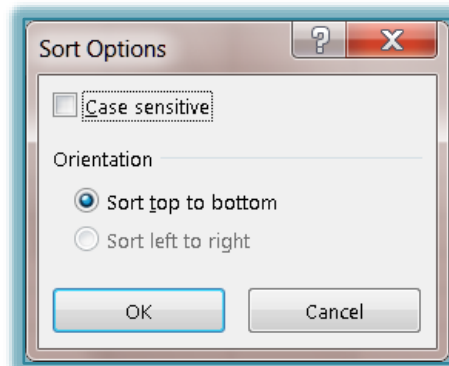 Sort Options
Case sensitive
Orientation
Sort top to bottom
Sort left to right
OK
Cancel